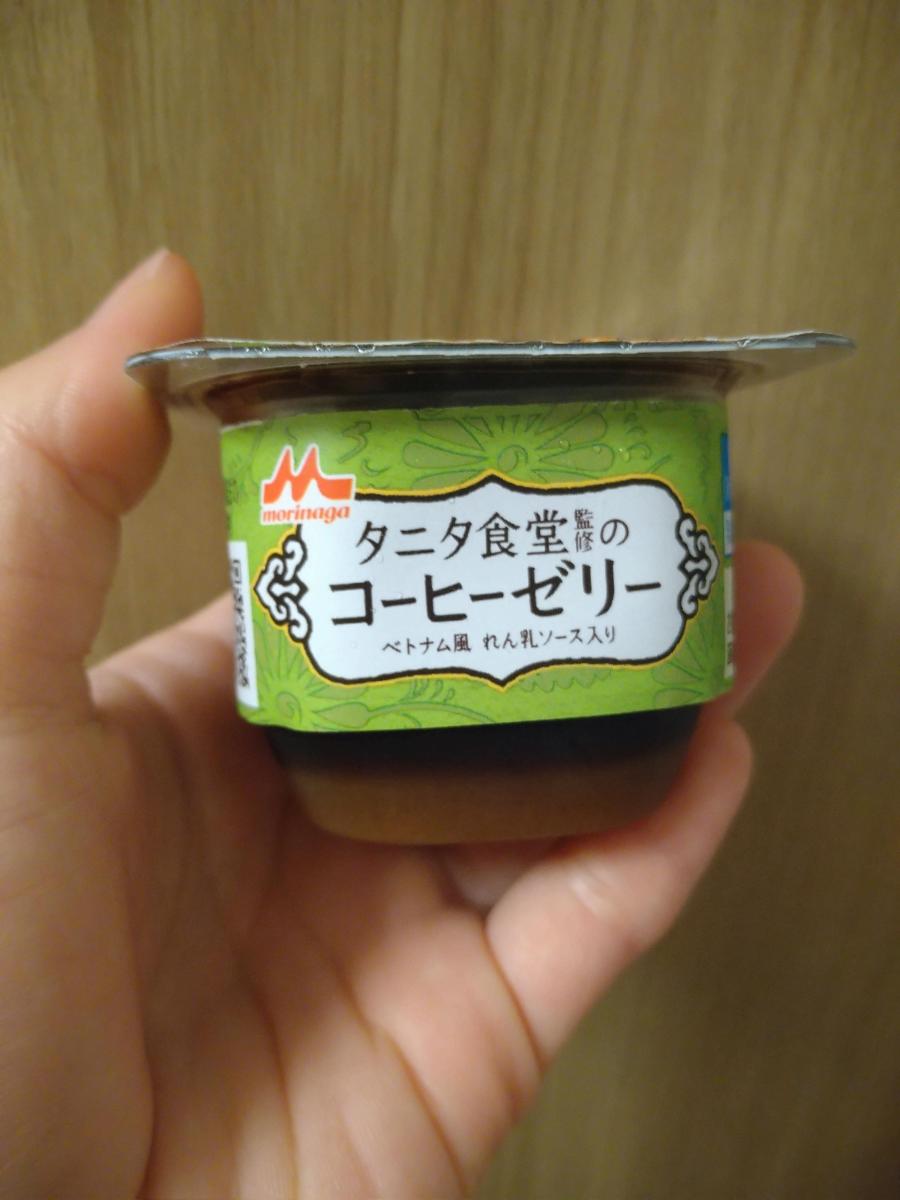 morinaga
タニタ食堂監修の
コーヒーゼリー
ベトナム風 れん乳ソース入り